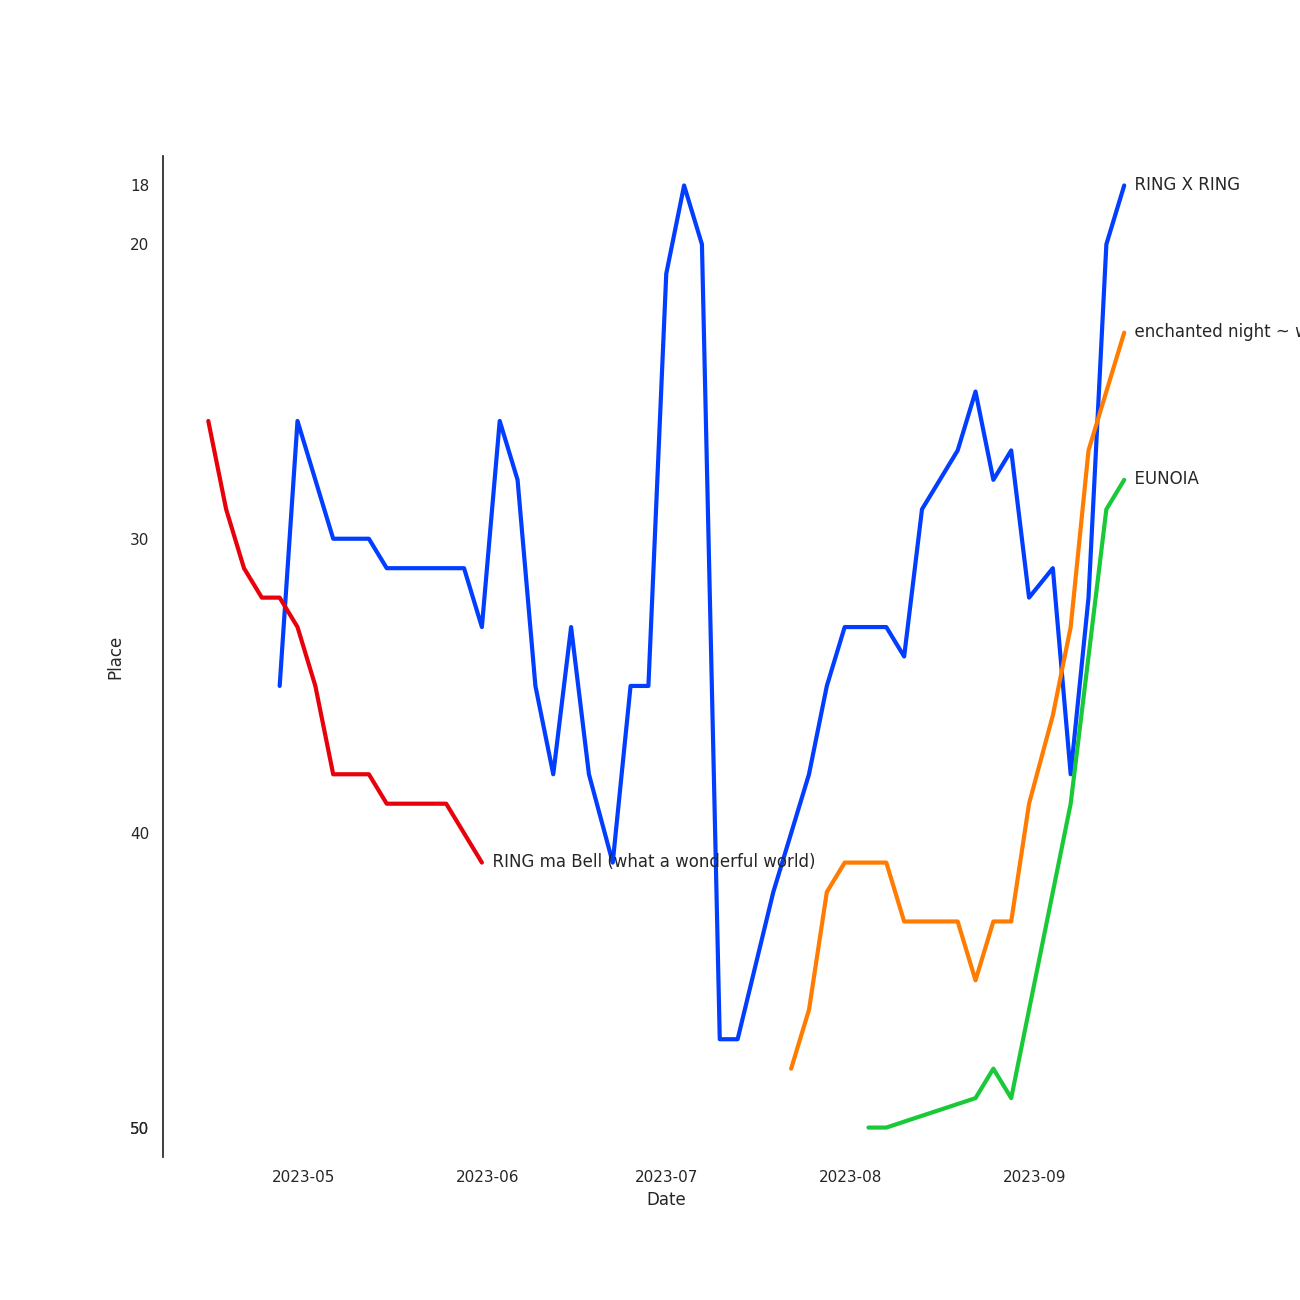 18
RING X RING
20
enchanted night ~
30
EUNOIA
Place
40
RING ma Bell (what a wonderful world)
50
2023-05 2023-06 2023-07 2023-08 2023-09
Date